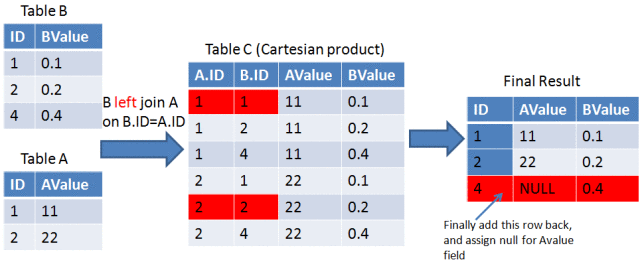 Table B
ID BValue
1 0.1
2 0.2
4 0.4
Table A
ID AValue
1 11
2 22
B left join A
on B.ID=A.ID
Table C (Cartesian product)
A.ID B.ID AValue BValue
1 1 11 0.1
1 2 11 0.2
1 4 11 0.4
2 1 22 0.1
2 2 22 0.2
2 4 22 0.4
Final Result
ID AValue BValue
1 11 0.1
2 22 0.2
4 NULL 0.4
Finally add this row back,
and assign null for Avalue
field